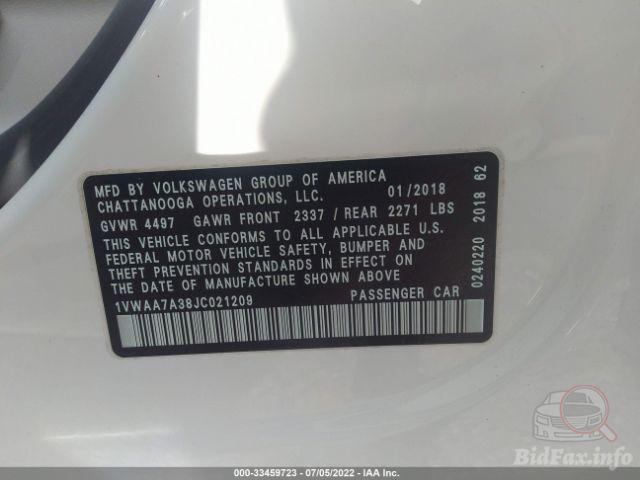 MFD BY VOLKSWAGEN GROUP OF AMERICA
CHATTANOOGA OPERATIONS, LLC. 01/2018
GVWR 4497 GAWR FRONT 2337 / REAR 2271 LBS
THIS VEHICLE CONFORMS TO ALL APPLICABLE U.S.
FEDERAL MOTOR VEHICLE SAFETY, BUMPER AND
THEFT PREVENTION STANDARDS IN EFFECT ON
THE DATE OF MANUFACTURE SHOWN ABOVE
1VWAA7A38JC021209 PASSENGER CAR
0240220 2018 62
BidFax.info
000-33459723 - 07/05/2022 - IAA Inc.